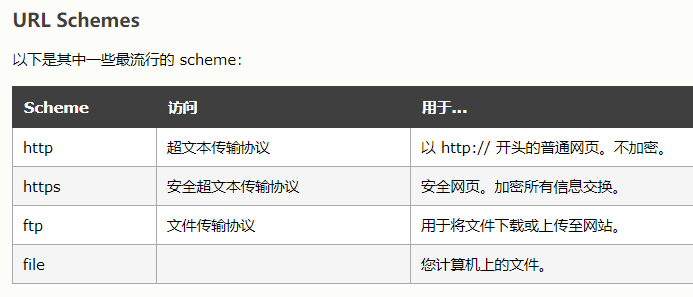 URL Schemes
以下是其中一些最流行的 scheme：
Scheme 访问 用于...
http 超文本传输协议 以 http:// 开头的普通网页。不加密。
https 安全超文本传输协议 安全网页。加密所有信息交换。
ftp 文件传输协议 用于将文件下载或上传至网站。
file 您计算机上的文件。